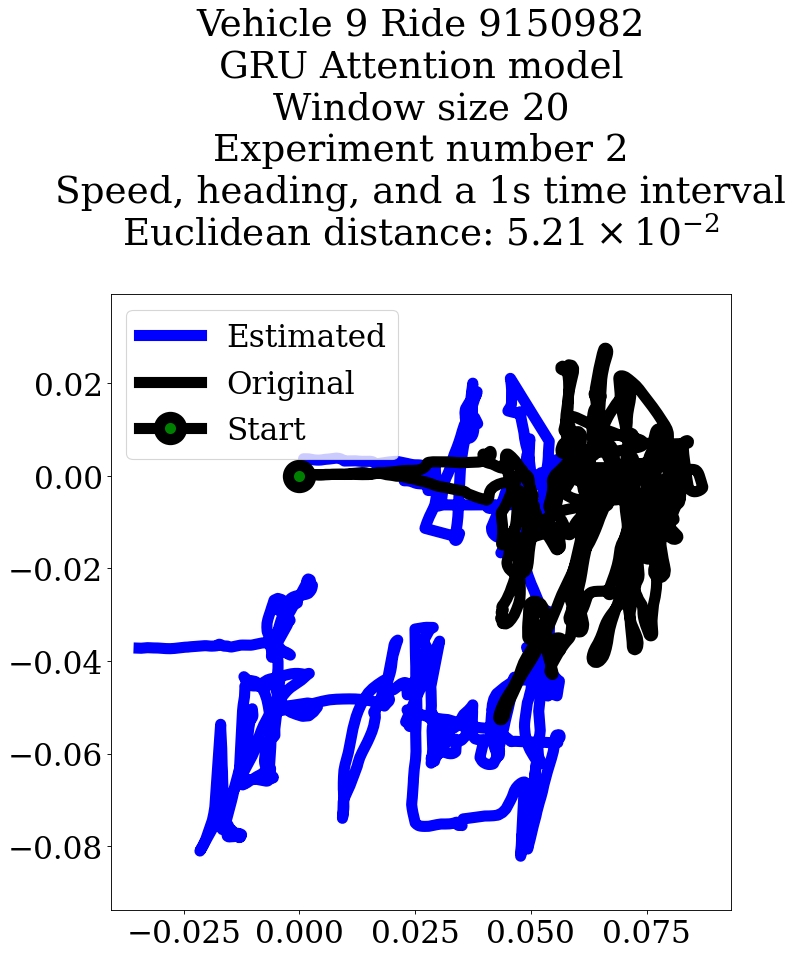 Vehicle 9 Ride 9150982
GRU Attention model
Window size 20
Experiment number 2
Speed, heading, and a 1s time interval
Euclidean distance: 5.21 × 10⁻²
Estimated
Original
Start
0.02
0.00
−0.02
−0.04
−0.06
−0.08
−0.025 0.000 0.025 0.050 0.075